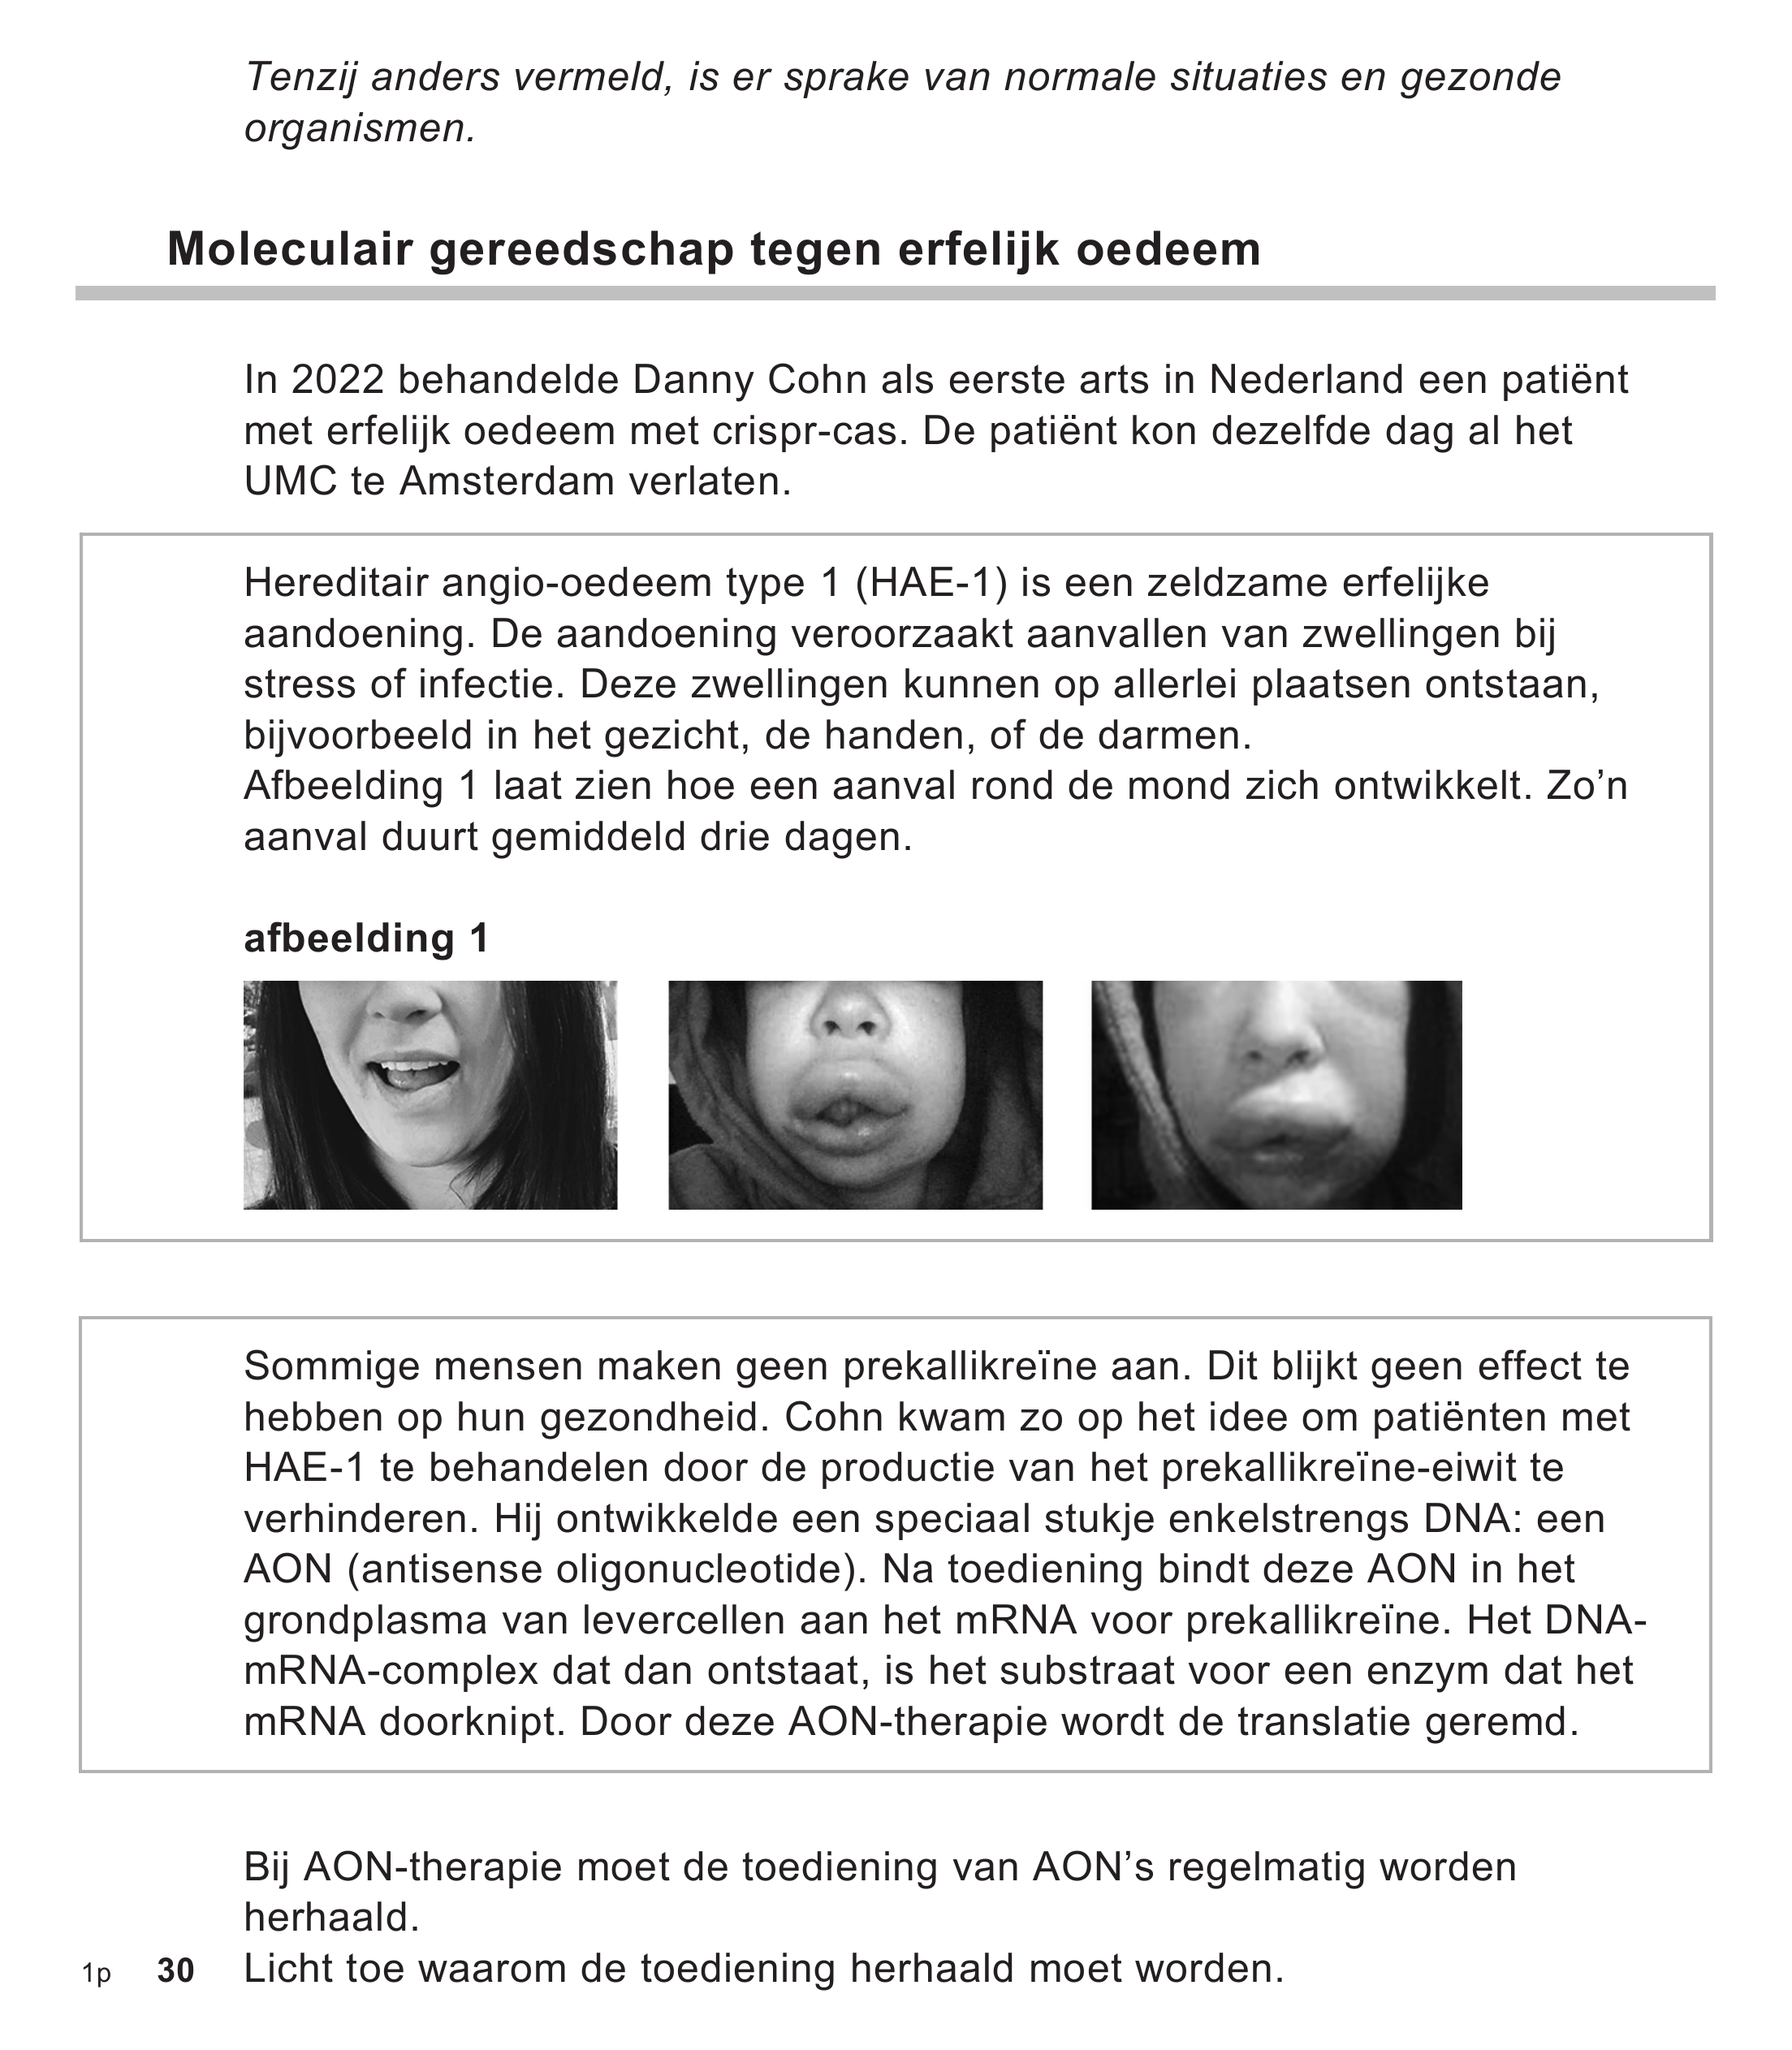 Tenzij anders vermeld, is er sprake van normale situaties en gezonde
organismen.
Moleculair gereedschap tegen erfelijk oedeem
In 2022 behandelde Danny Cohn als eerste arts in Nederland een patiënt
met erfelijk oedeem met crispr-cas. De patiënt kon dezelfde dag al het
UMC te Amsterdam verlaten.
Hereditair angio-oedeem type 1 (HAE-1) is een zeldzame erfelijke
aandoening. De aandoening veroorzaakt aanvallen van zwellingen bij
stress of infectie. Deze zwellingen kunnen op allerlei plaatsen ontstaan,
bijvoorbeeld in het gezicht, de handen, of de darmen.
Afbeelding 1 laat zien hoe een aanval rond de mond zich ontwikkelt. Zo’n
aanval duurt gemiddeld drie dagen.
afbeelding 1
Sommige mensen maken geen prekallikreïne aan. Dit blijkt geen effect te
hebben op hun gezondheid. Cohn kwam zo op het idee om patiënten met
HAE-1 te behandelen door de productie van het prekallikreïne-eiwit te
verhinderen. Hij ontwikkelde een speciaal stukje enkelstrengs DNA: een
AON (antisense oligonucleotide). Na toediening bindt deze AON in het
grondplasma van levercellen aan het mRNA voor prekallikreïne. Het DNA-
mRNA-complex dat dan ontstaat, is het substraat voor een enzym dat het
mRNA doorknipt. Door deze AON-therapie wordt de translatie geremd.
Bij AON-therapie moet de toediening van AON’s regelmatig worden
herhaald.
1p 30 Licht toe waarom de toediening herhaald moet worden.